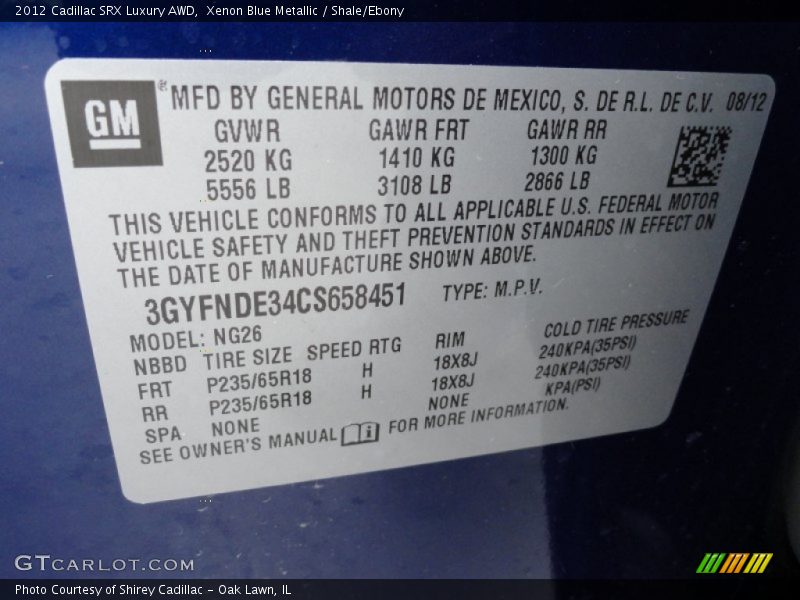 2012 Cadillac SRX Luxury AWD,  Xenon Blue Metallic / Shale/Ebony
GM ® MFD BY GENERAL MOTORS DE MEXICO, S. DE R.L. DE C.V. 08/12
GVWR GAWR FRT GAWR RR
2520 KG 1410 KG 1300 KG
5556 LB 3108 LB 2866 LB
THIS VEHICLE CONFORMS TO ALL APPLICABLE U.S. FEDERAL MOTOR
VEHICLE SAFETY AND THEFT PREVENTION STANDARDS IN EFFECT ON
THE DATE OF MANUFACTURE SHOWN ABOVE.
3GYFNDE34CS658451 TYPE: M.P.V.
MODEL: NG26
NBBD TIRE SIZE SPEED RTG RIM COLD TIRE PRESSURE
FRT P235/65R18 H 18X8J 240KPA(35PSI)
RR P235/65R18 H 18X8J 240KPA(35PSI)
SPA NONE NONE KPA(PSI)
SEE OWNER'S MANUAL FOR MORE INFORMATION.
GTCARLOT.COM
Photo Courtesy of Shirey Cadillac - Oak Lawn, IL